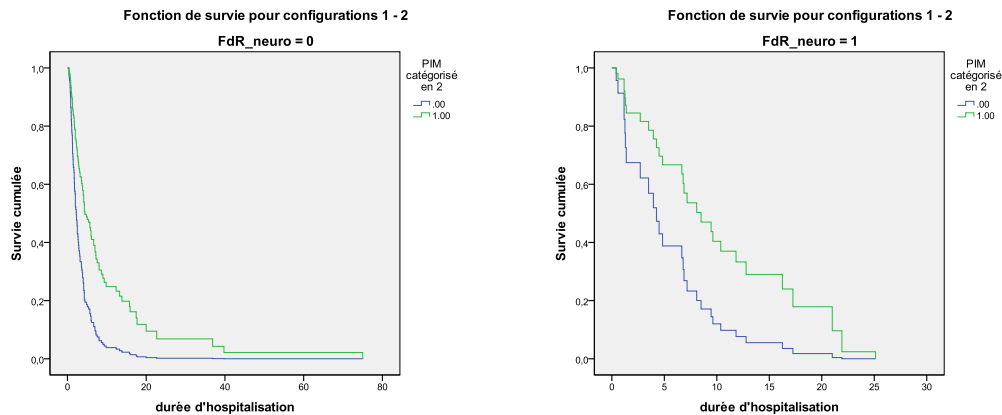 Fonction de survie pour configurations 1 - 2
FdR_neuro = 0
PIM
catégorisé
en 2
.00
1.00
Survie cumulée
1,0
0,8
0,6
0,4
0,2
0,0
0
20
40
60
80
durée d'hospitalisation
Fonction de survie pour configurations 1 - 2
FdR_neuro = 1
PIM
catégorisé
en 2
.00
1.00
Survie cumulée
1,0
0,8
0,6
0,4
0,2
0,0
0
5
10
15
20
25
30
durée d'hospitalisation